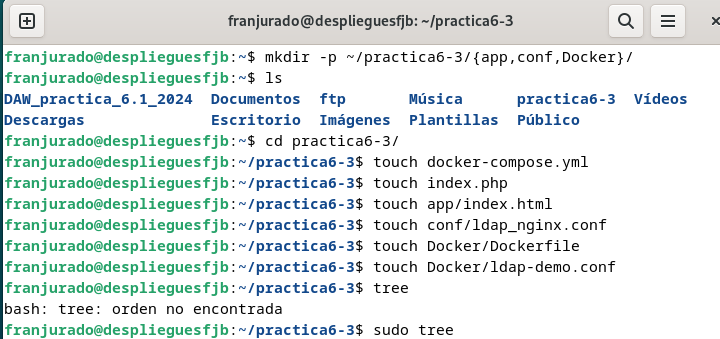 franjurado@desplieguesfjb: ~/practica6-3
franjurado@desplieguesfjb:~$ mkdir -p ~/practica6-3/{app,conf,Docker}/
franjurado@desplieguesfjb:~$ ls
DAW_practica_6.1_2024  Documentos  ftp       Música      practica6-3  Vídeos
Descargas              Escritorio  Imágenes  Plantillas  Público
franjurado@desplieguesfjb:~$ cd practica6-3/
franjurado@desplieguesfjb:~/practica6-3$ touch docker-compose.yml
franjurado@desplieguesfjb:~/practica6-3$ touch index.php
franjurado@desplieguesfjb:~/practica6-3$ touch app/index.html
franjurado@desplieguesfjb:~/practica6-3$ touch conf/ldap_nginx.conf
franjurado@desplieguesfjb:~/practica6-3$ touch Docker/Dockerfile
franjurado@desplieguesfjb:~/practica6-3$ touch Docker/ldap-demo.conf
franjurado@desplieguesfjb:~/practica6-3$ tree
bash: tree: orden no encontrada
franjurado@desplieguesfjb:~/practica6-3$ sudo tree